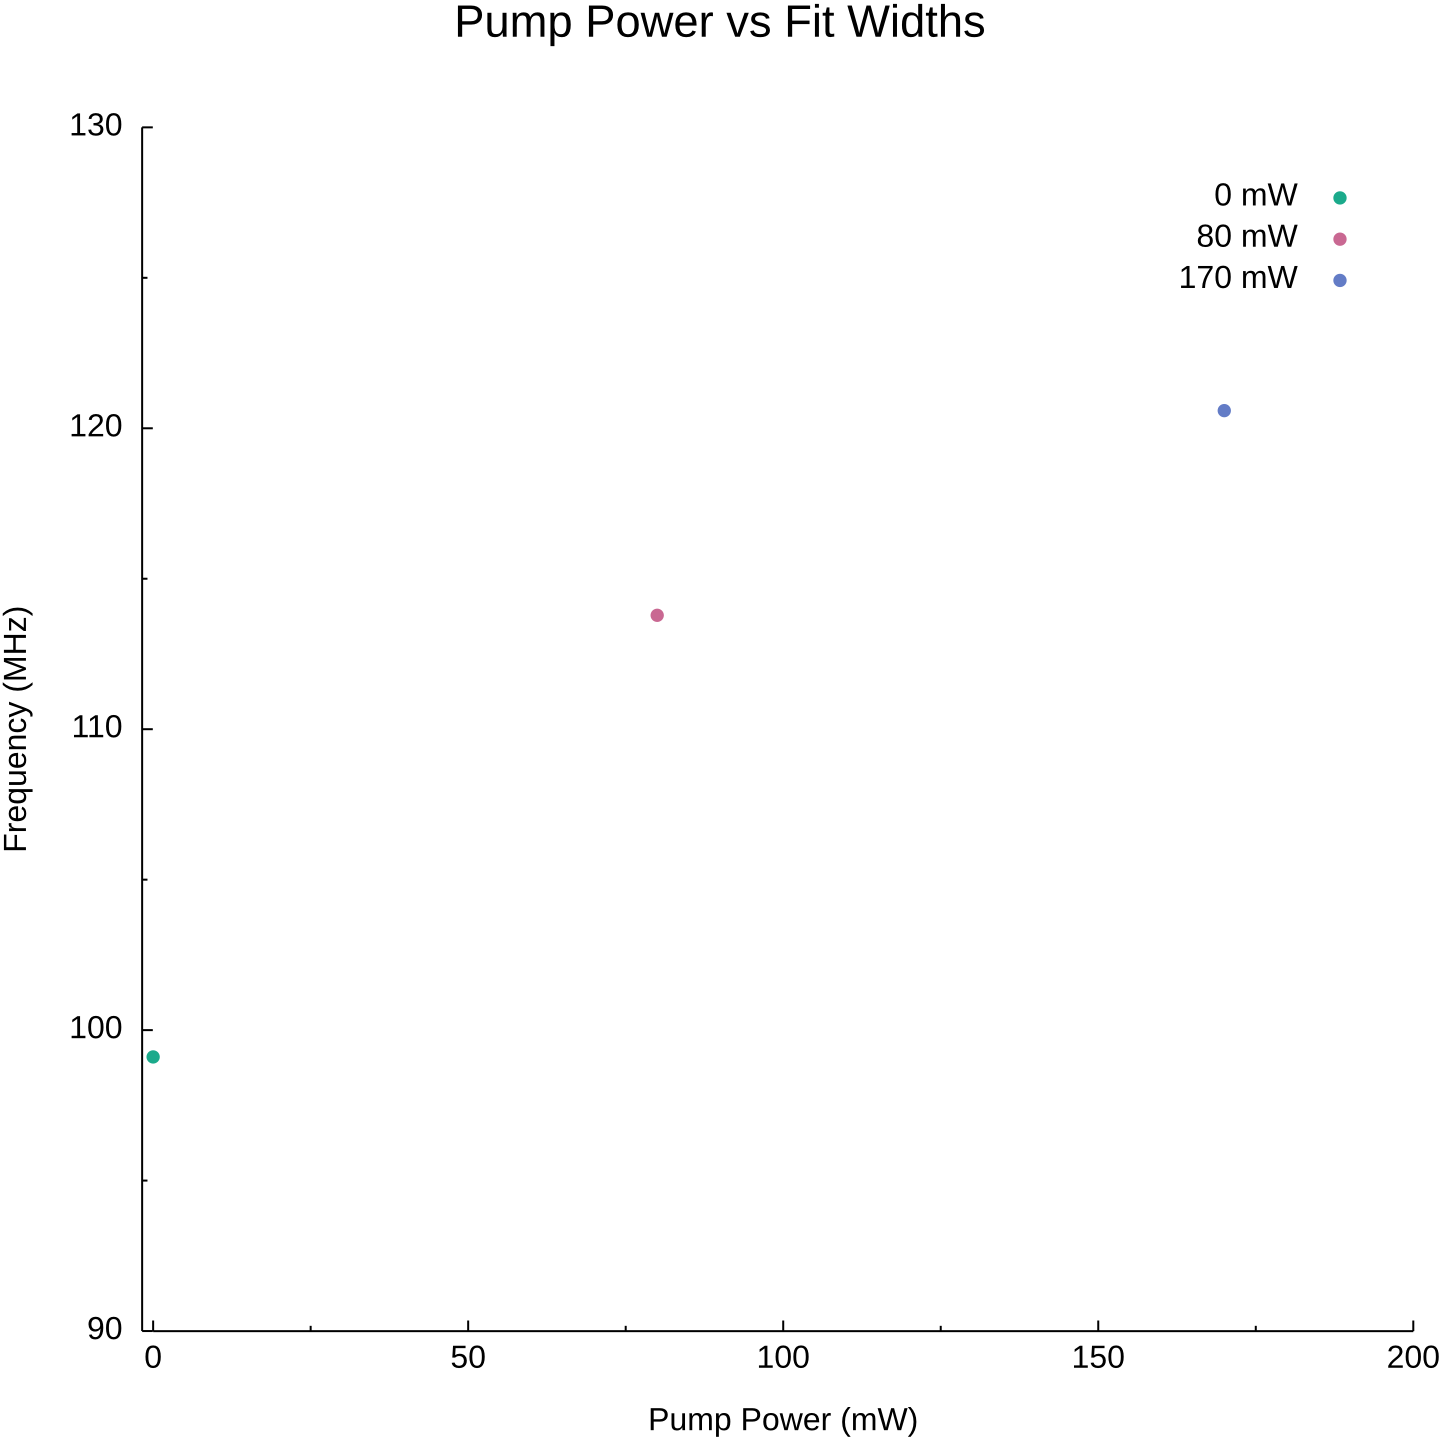 Pump Power vs Fit Widths
130
120
110
100
90
0 mW
80 mW
170 mW
Frequency (MHz)
0 50 100 150 200
Pump Power (mW)